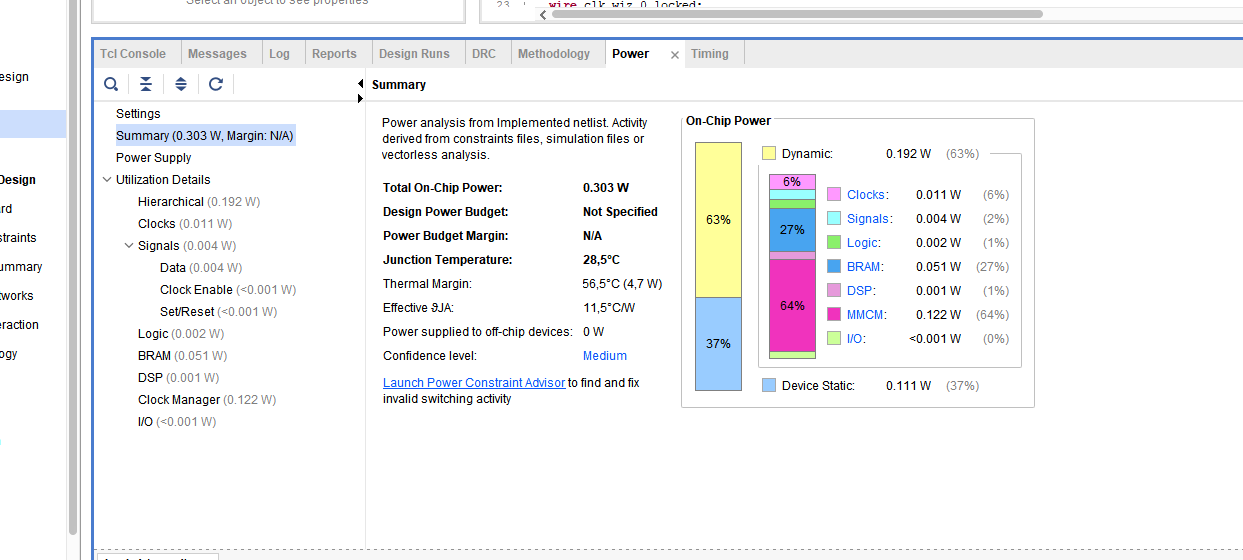 Select an object to see properties
23
wire clk_wiz_0_locked;
Tcl Console Messages Log Reports Design Runs DRC Methodology Power × Timing
esign
Design
rd
straints
ummary
tworks
eraction
ogy
Settings
Summary (0.303 W, Margin: N/A)
Power Supply
Utilization Details
Hierarchical (0.192 W)
Clocks (0.011 W)
Signals (0.004 W)
Data (0.004 W)
Clock Enable (<0.001 W)
Set/Reset (<0.001 W)
Logic (0.002 W)
BRAM (0.051 W)
DSP (0.001 W)
Clock Manager (0.122 W)
I/O (<0.001 W)
Summary
Power analysis from Implemented netlist. Activity
derived from constraints files, simulation files or
vectorless analysis.
Total On-Chip Power: 0.303 W
Design Power Budget: Not Specified
Power Budget Margin: N/A
Junction Temperature: 28,5°C
Thermal Margin: 56,5°C (4,7 W)
Effective ϑJA: 11,5°C/W
Power supplied to off-chip devices: 0 W
Confidence level: Medium
Launch Power Constraint Advisor to find and fix
invalid switching activity
On-Chip Power
63%
37%
Dynamic: 0.192 W (63%)
6%
27%
64%
Clocks: 0.011 W (6%)
Signals: 0.004 W (2%)
Logic: 0.002 W (1%)
BRAM: 0.051 W (27%)
DSP: 0.001 W (1%)
MMCM: 0.122 W (64%)
I/O: <0.001 W (0%)
Device Static: 0.111 W (37%)